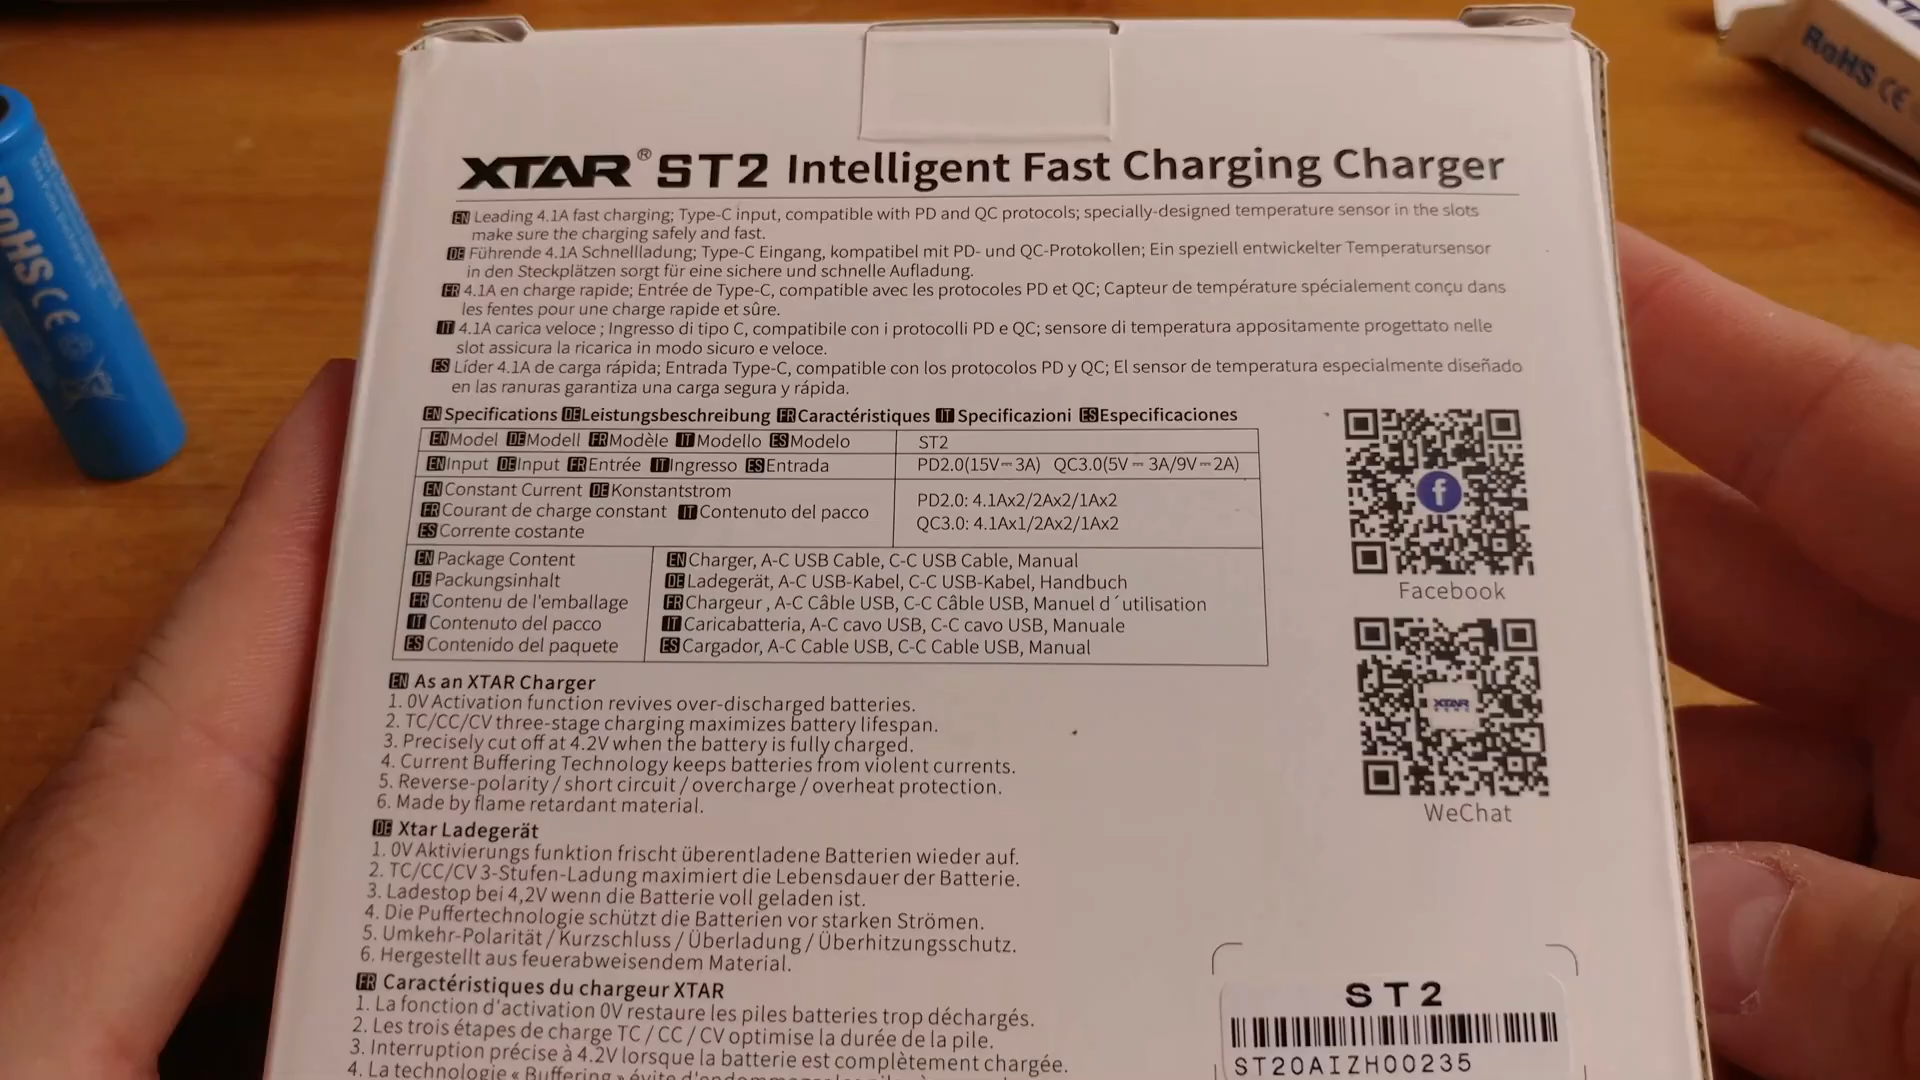 XTAR® ST2 Intelligent Fast Charging Charger
EN Leading 4.1A fast charging; Type-C input, compatible with PD and QC protocols; specially-designed temperature sensor in the slots
make sure the charging safely and fast.
DE Führende 4.1A Schnellladung; Type-C Eingang, kompatibel mit PD- und QC-Protokollen; Ein speziell entwickelter Temperatursensor
in den Steckplätzen sorgt für eine sichere und schnelle Aufladung.
FR 4.1A en charge rapide; Entrée de Type-C, compatible avec les protocoles PD et QC; Capteur de température spécialement conçu dans
les fentes pour une charge rapide et sûre.
IT 4.1A carica veloce ; Ingresso di tipo C, compatibile con i protocolli PD e QC; sensore di temperatura appositamente progettato nelle
slot assicura la ricarica in modo sicuro e veloce.
ES Líder 4.1A de carga rápida; Entrada Type-C, compatible con los protocolos PD y QC; El sensor de temperatura especialmente diseñado
en las ranuras garantiza una carga segura y rápida.
EN Specifications DE Leistungsbeschreibung FR Caractéristiques IT Specificazioni ES Especificaciones
EN Model DE Modell FR Modèle IT Modello ES Modelo ST2
EN Input DE Input FR Entrée IT Ingresso ES Entrada PD2.0(15V⎓3A) QC3.0(5V⎓3A/9V⎓2A)
EN Constant Current DE Konstantstrom
FR Courant de charge constant IT Contenuto del pacco
ES Corrente costante
PD2.0: 4.1Ax2/2Ax2/1Ax2
QC3.0: 4.1Ax1/2Ax2/1Ax2
EN Package Content EN Charger, A-C USB Cable, C-C USB Cable, Manual
DE Packungsinhalt DE Ladegerät, A-C USB-Kabel, C-C USB-Kabel, Handbuch
FR Contenu de l'emballage FR Chargeur , A-C Câble USB, C-C Câble USB, Manuel d´utilisation
IT Contenuto del pacco IT Caricabatteria, A-C cavo USB, C-C cavo USB, Manuale
ES Contenido del paquete ES Cargador, A-C Cable USB, C-C Cable USB, Manual
Facebook
XTAR
WeChat
EN As an XTAR Charger
1. 0V Activation function revives over-discharged batteries.
2. TC/CC/CV three-stage charging maximizes battery lifespan.
3. Precisely cut off at 4.2V when the battery is fully charged.
4. Current Buffering Technology keeps batteries from violent currents.
5. Reverse-polarity / short circuit / overcharge / overheat protection.
6. Made by flame retardant material.
DE Xtar Ladegerät
1. 0V Aktivierungs funktion frischt überentladene Batterien wieder auf.
2. TC/CC/CV 3-Stufen-Ladung maximiert die Lebensdauer der Batterie.
3. Ladestop bei 4,2V wenn die Batterie voll geladen ist.
4. Die Puffertechnologie schützt die Batterien vor starken Strömen.
5. Umkehr-Polarität / Kurzschluss / Überladung / Überhitzungsschutz.
6. Hergestellt aus feuerabweisendem Material.
FR Caractéristiques du chargeur XTAR
1. La fonction d'activation 0V restaure les piles batteries trop déchargés.
2. Les trois étapes de charge TC / CC / CV optimise la durée de la pile.
3. Interruption précise à 4.2V lorsque la batterie est complètement chargée.
4. La technologie « Buffering » évite
ST2
ST20AIZH00235
RoHS CE
RoHS CE